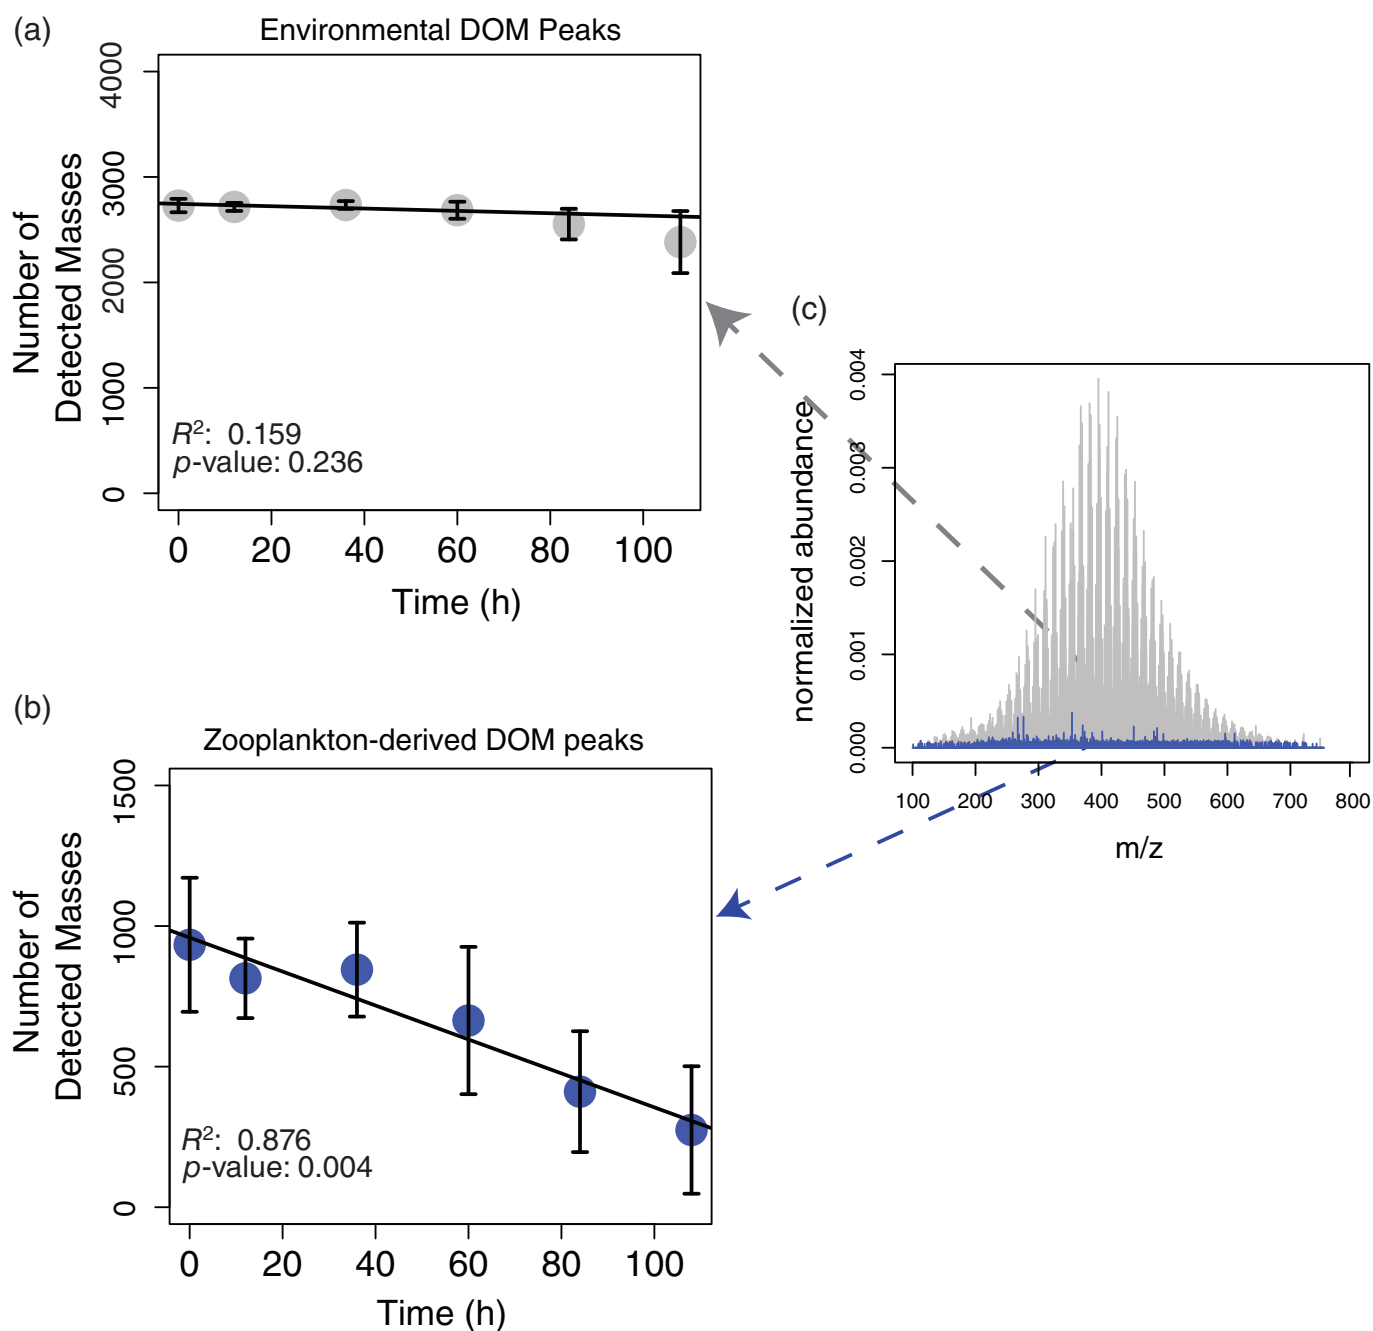 (a)
Environmental DOM Peaks
Number of
Detected Masses
4000
3000
2000
1000
0
R²: 0.159
p-value: 0.236
0 20 40 60 80 100
Time (h)
(b)
Zooplankton-derived DOM peaks
Number of
Detected Masses
1500
1000
500
0
R²: 0.876
p-value: 0.004
0 20 40 60 80 100
Time (h)
(c)
normalized abundance
0.004
0.003
0.002
0.001
0.000
100 200 300 400 500 600 700 800
m/z